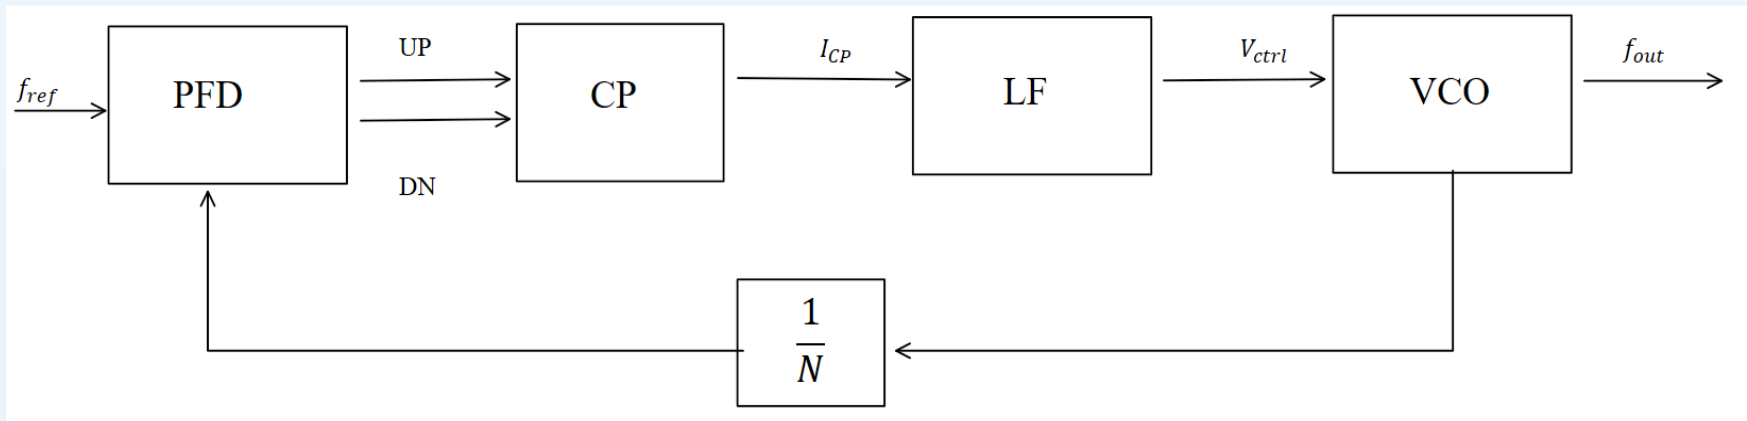 f_ref
PFD
UP
DN
CP
I_CP
LF
V_ctrl
VCO
f_out
1
N